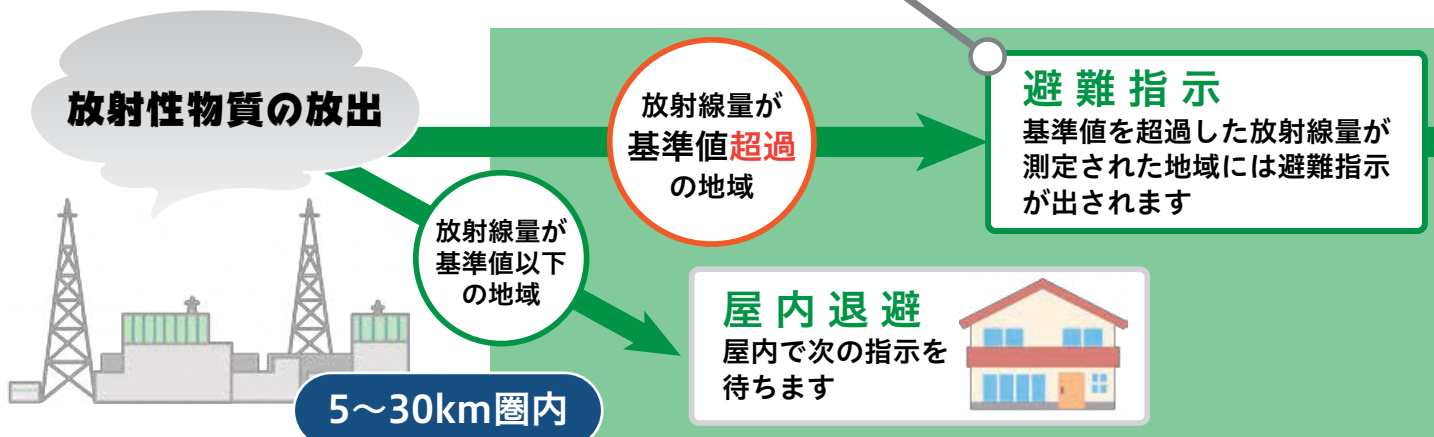 放射性物質の放出
放射線量が
基準値超過
の地域
避難指示
基準値を超過した放射線量が
測定された地域には避難指示
が出されます
放射線量が
基準値以下
の地域
屋内退避
屋内で次の指示を
待ちます
5～30km圏内